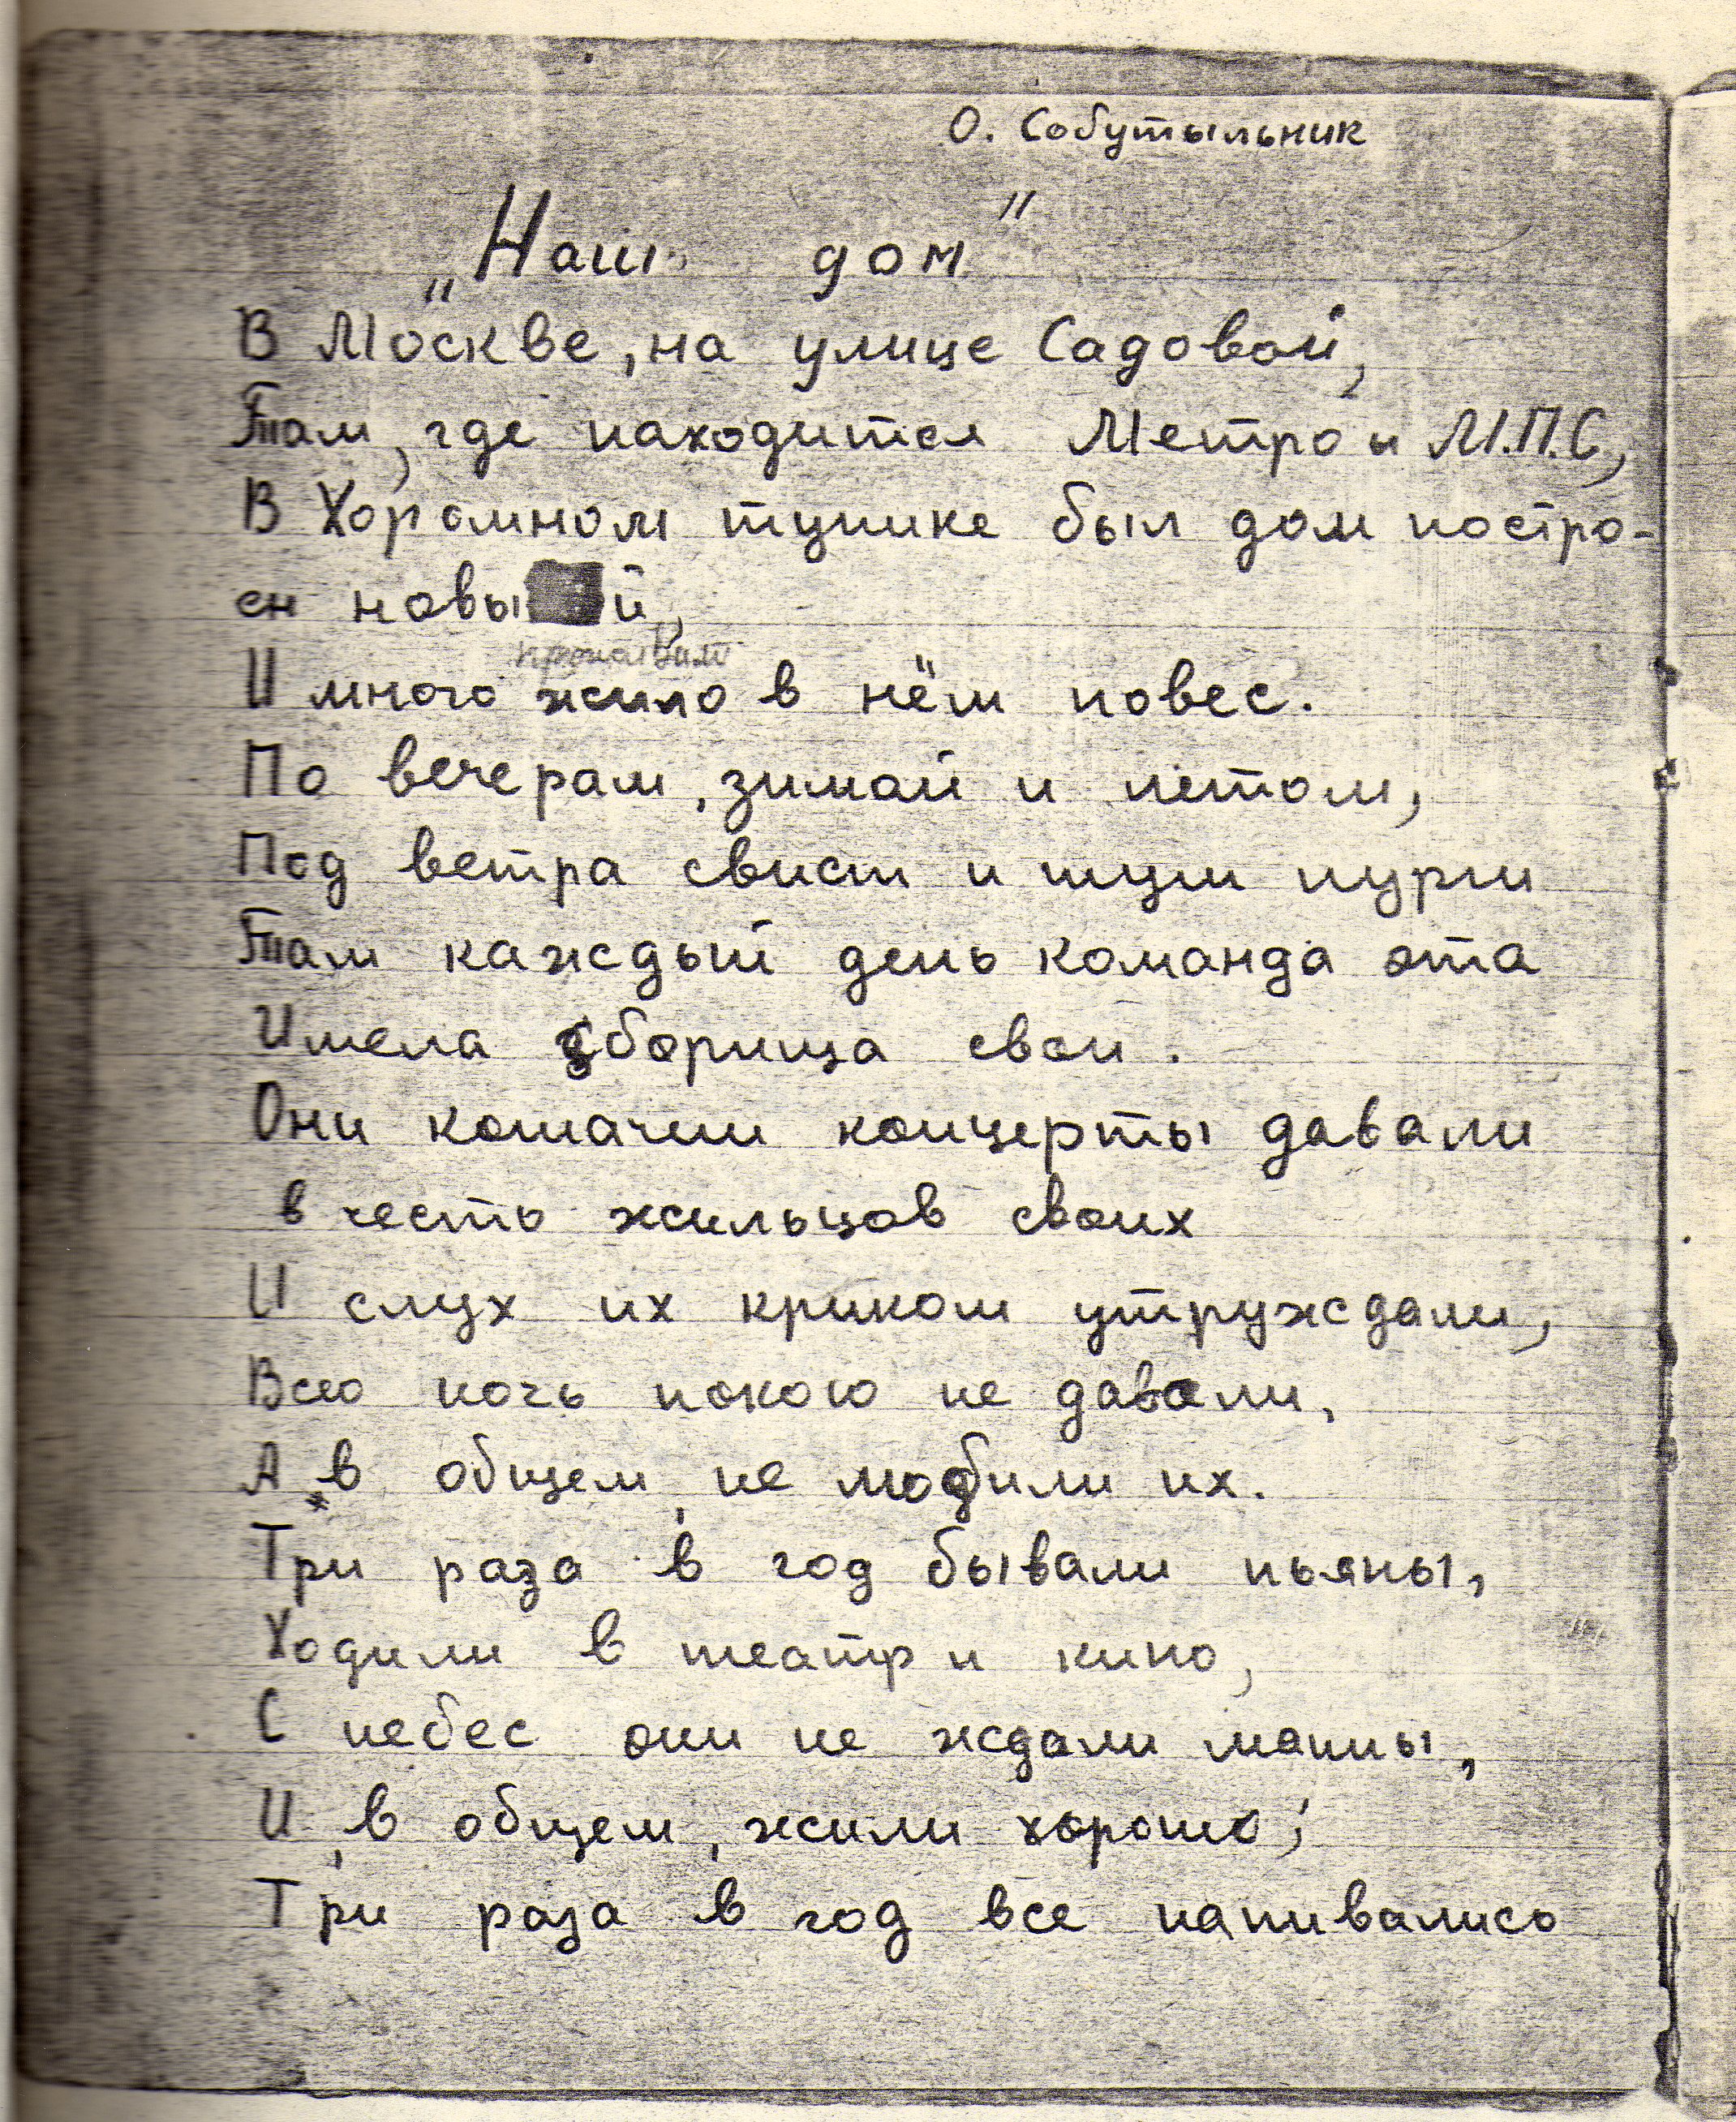 О. Собутыльник
„Наш дом"
В Москве, на улице Садовой,
Там, где находится Метро и М.П.С,
В Хоромном тупике был дом постро-
ен новый,
И много жило в нём повес.
По вечерам, зимой и летом,
Под ветра свист и шум пурги
Там каждый день команда эта
Имела сборища свои.
Они кошачьи концерты давали
в честь жильцов своих
И слух их криком утруждали,
Всю ночь покою не давали,
А в общем, не любили их.
Три раза в год бывали пьяны,
Ходили в театр и кино,
С небес они не ждали манны,
И, в общем, жили хорошо;
Три раза в год все напивались